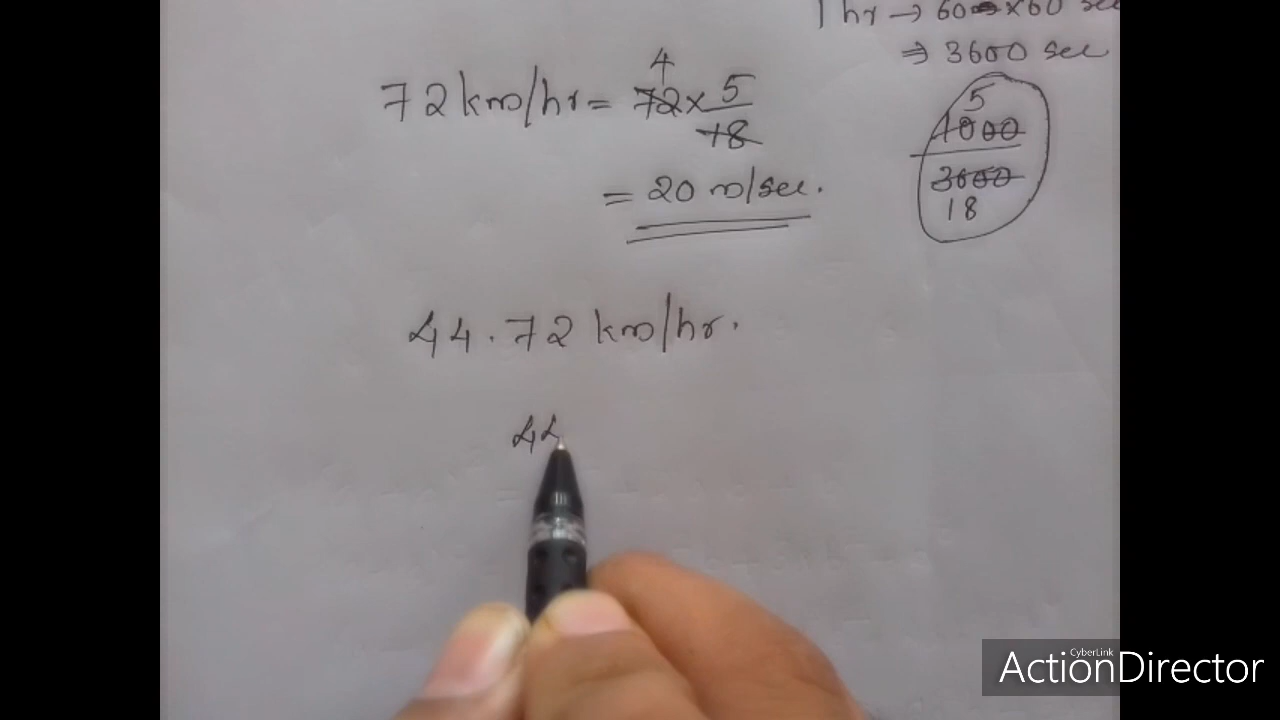 1 hr → 60 × 60 sec
⇒ 3600 sec
4
72 km/hr = 72 × 5
18
= 20 m/sec.
5
1000
3600
18
44.72 km/hr.
44
CyberLink
ActionDirector